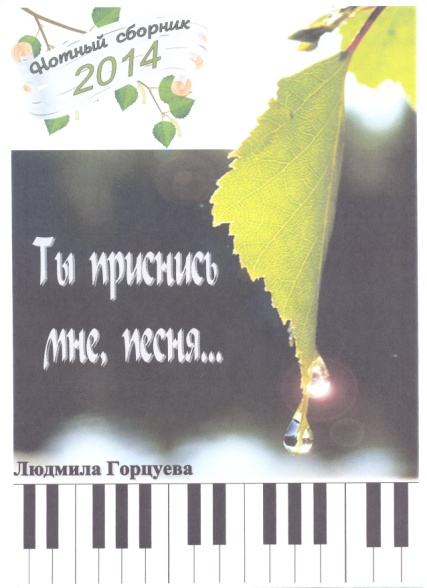 Нотный сборник
2014
Ты приснись
мне, песня...
Людмила Горцуева